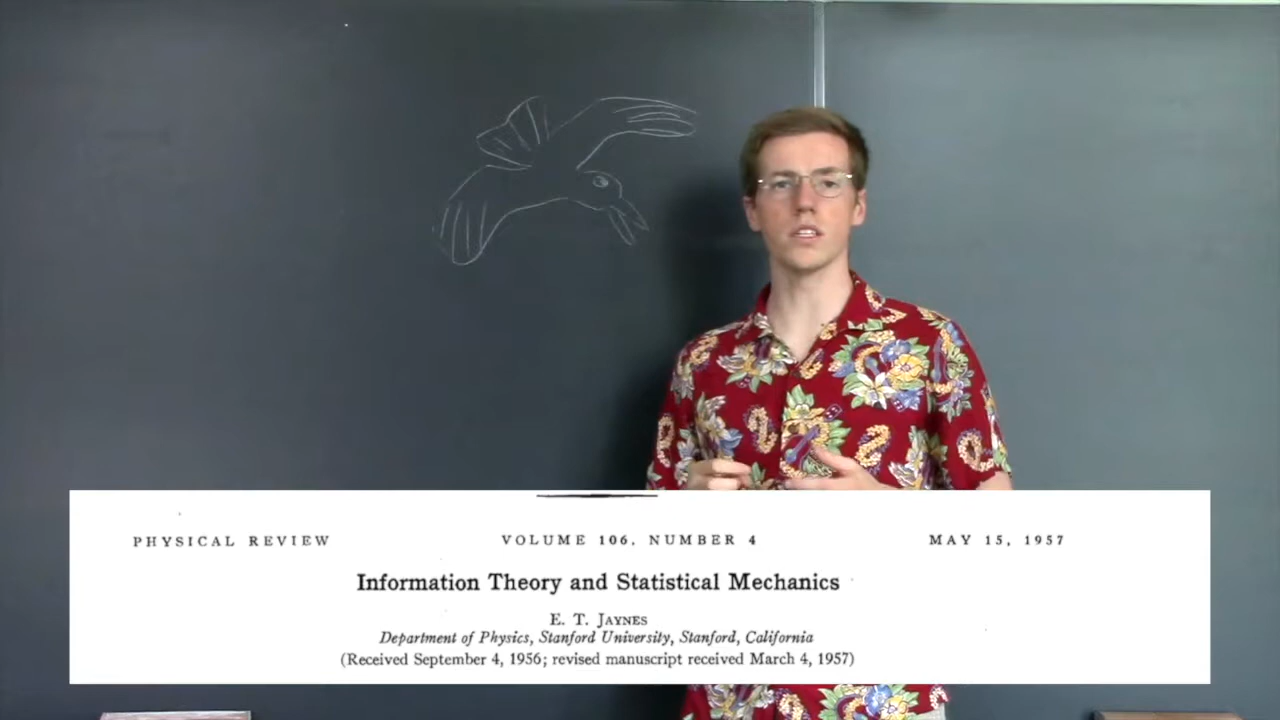 PHYSICAL REVIEW VOLUME 106, NUMBER 4 MAY 15, 1957
Information Theory and Statistical Mechanics
E. T. JAYNES
Department of Physics, Stanford University, Stanford, California
(Received September 4, 1956; revised manuscript received March 4, 1957)